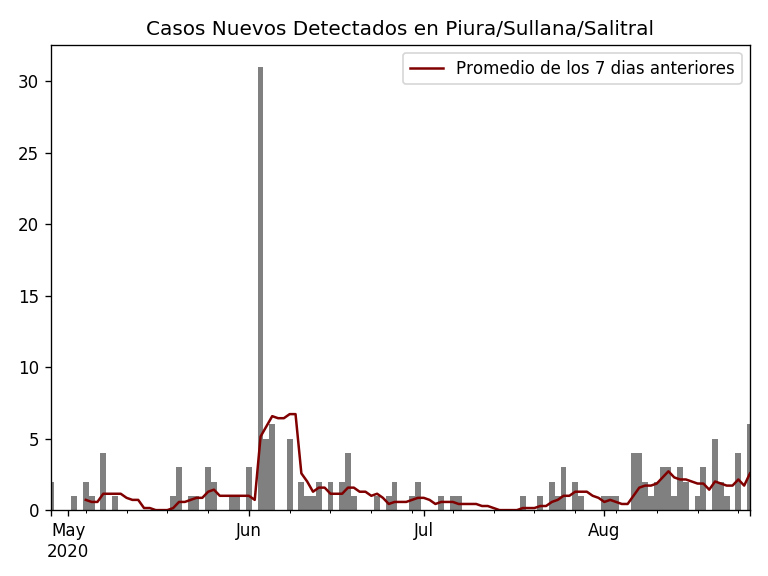 Casos Nuevos Detectados en Piura/Sullana/Salitral
Promedio de los 7 dias anteriores
30
25
20
15
10
5
0
May Jun Jul Aug
2020